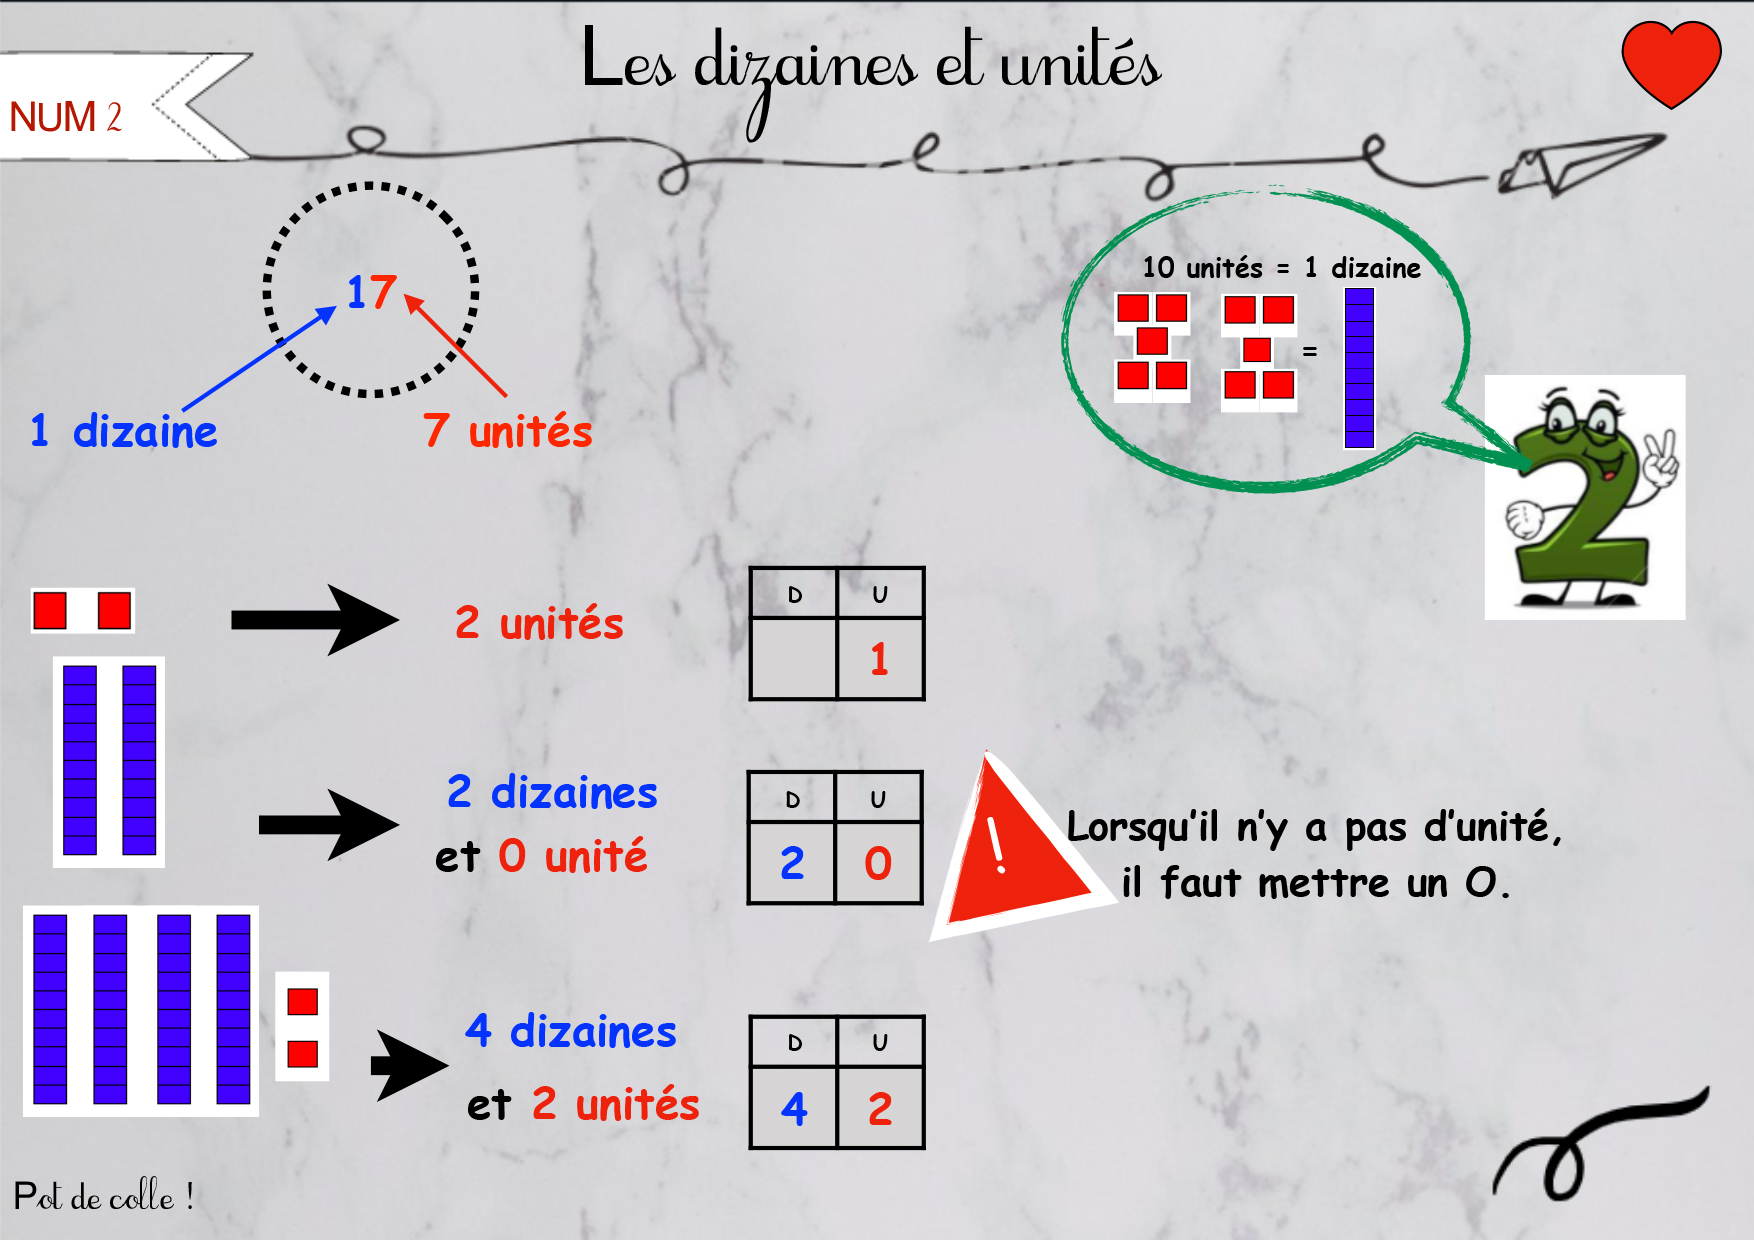 Les dizaines et unités
NUM 2
17
1 dizaine
7 unités
10 unités = 1 dizaine
=
2 unités
D U
1
2 dizaines
et 0 unité
D U
2 0
!
Lorsqu'il n'y a pas d'unité,
il faut mettre un O.
4 dizaines
et 2 unités
D U
4 2
Pot de colle !